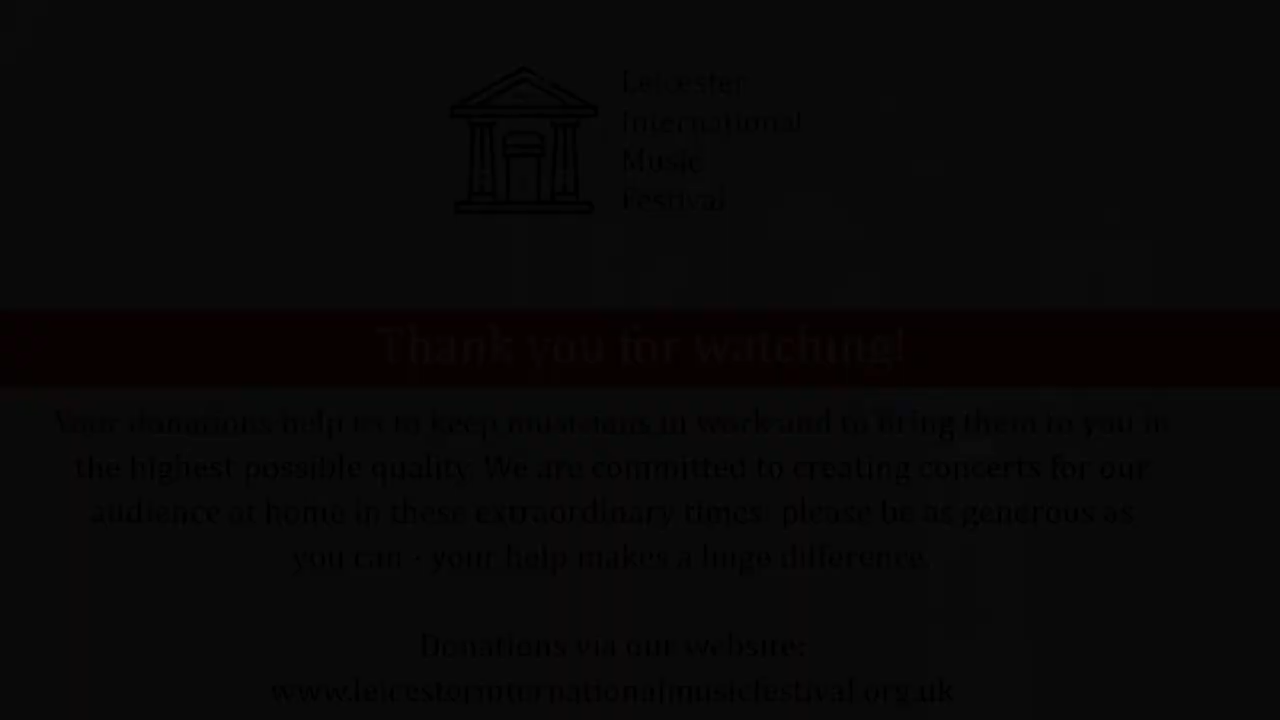 Leicester
International
Music
Festival
Thank you for watching!
Your donations help us to keep musicians in work and to bring them to you in
the highest possible quality. We are committed to creating concerts for our
audience at home in these extraordinary times, please be as generous as
you can - your help makes a huge difference.
Donations via our website:
www.leicesterinternationalmusicfestival.org.uk